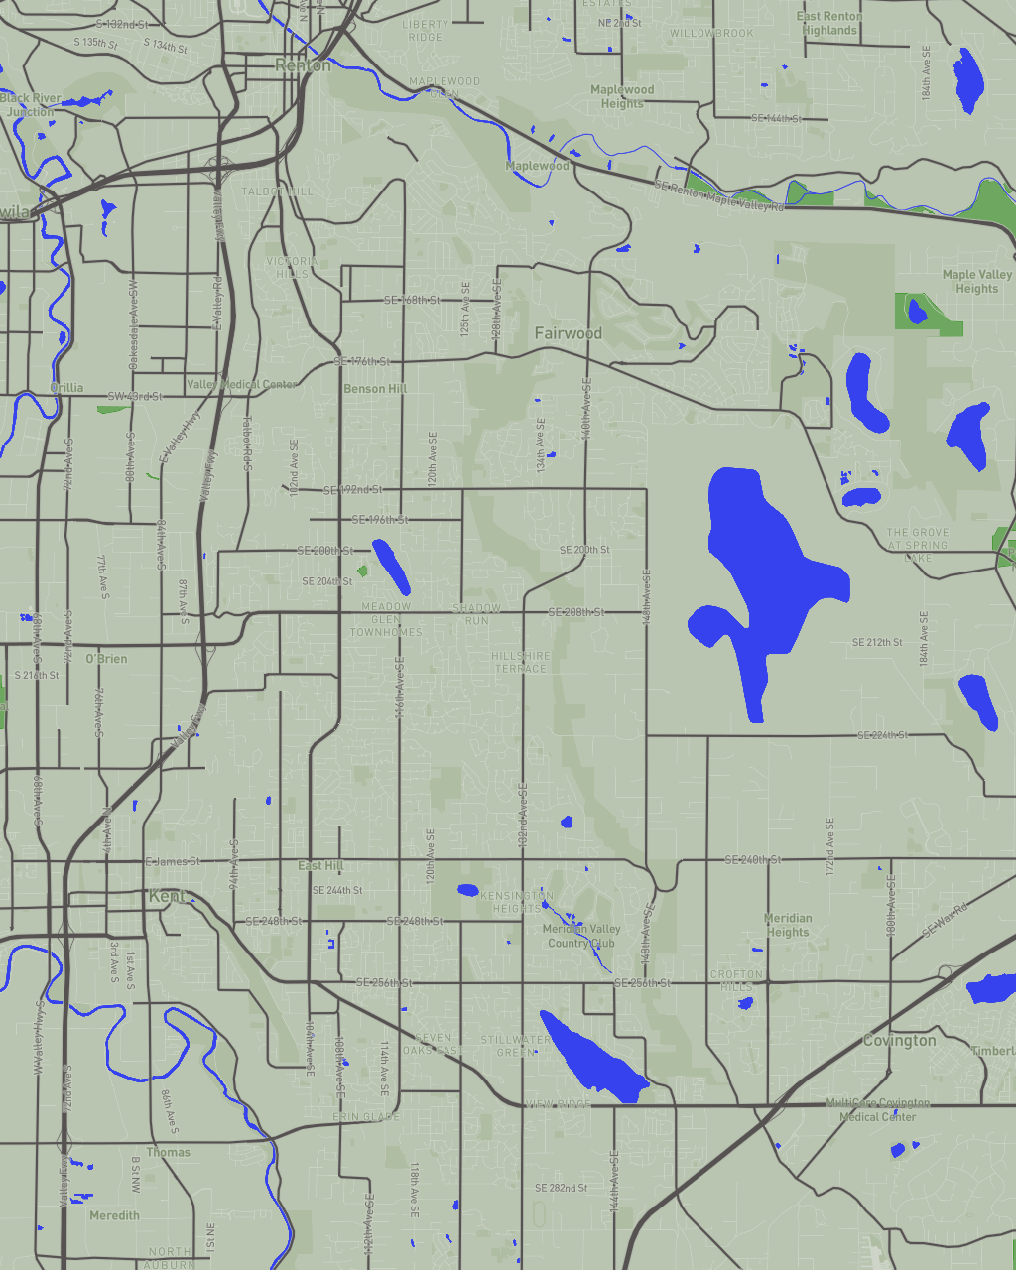 ESTATES
S 132nd St
LIBERTY
RIDGE
NE 2nd St
East Renton
Highlands
WILLOWBROOK
S 135th St
S 134th St
Renton
MAPLEWOOD
GLEN
Maplewood
Heights
184th Ave SE
Black River
Junction
SE 144th St
Maplewood
TALBOT HILL
SE Renton Maple Valley Rd
wila
Valley Fwy
VICTORIA
HILLS
Maple Valley
Heights
Oakesdale Ave SW
E Valley Rd
SE 168th St
125th Ave SE
128th Ave SE
Fairwood
SE 176th St
Orillia
Valley Medical Center
Benson Hill
SW 43rd St
140th Ave SE
E Valley Hwy
Talbot Rd S
72nd Ave S
80th Ave S
102nd Ave SE
120th Ave SE
134th Ave SE
Valley Fwy
SE 192nd St
SE 196th St
84th Ave S
THE GROVE
AT SPRING
LAKE
SE 200th St
SE 200th St
77th Ave S
87th Ave S
SE 204th St
148th Ave SE
MEADOW
GLEN
TOWNHOMES
SHADOW
RUN
SE 208th St
68th Ave S
72nd Ave S
184th Ave SE
O'Brien
SE 212th St
HILLSHIRE
TERRACE
S 216th St
116th Ave SE
76th Ave S
Valley Fwy
SE 224th St
68th Ave S
4th Ave N
132nd Ave SE
172nd Ave SE
E James St
94th Ave S
East Hill
120th Ave SE
SE 240th St
Kent
SE 244th St
KENSINGTON
HEIGHTS
180th Ave SE
SE 248th St
SE 248th St
Meridian Valley
Country Club
148th Ave SE
Meridian
Heights
SE Wax Rd
3rd Ave S
1st Ave S
SE 256th St
SE 256th St
CROFTON
HILLS
W Valley Hwy S
104th Ave SE
108th Ave SE
114th Ave SE
SEVEN
OAKS EAS
STILLWATER
GREEN
Covington
Timberla
72nd Ave S
86th Ave S
ERIN GLADE
VIEW RIDGE
MultiCare Covington
Medical Center
Thomas
B St NW
Valley Fwy
118th Ave SE
144th Ave SE
SE 282nd St
Meredith
112th Ave SE
I St NE
NORTH
AUBURN